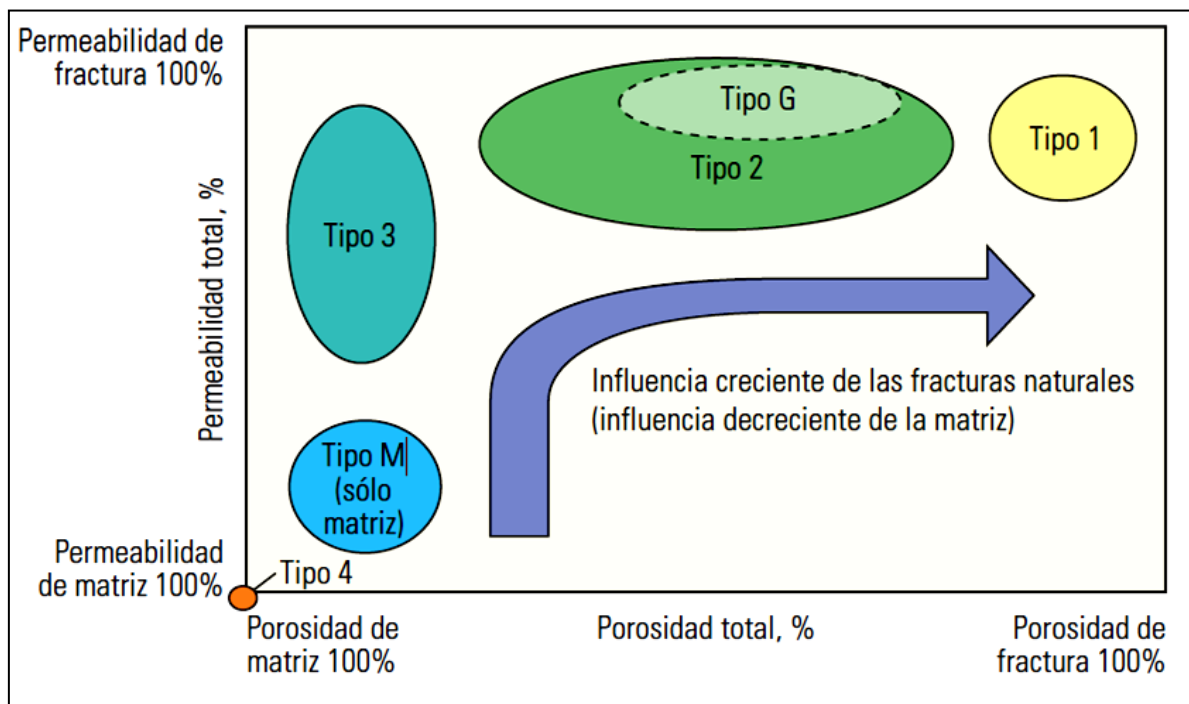 Permeabilidad de
fractura 100%
Tipo G
Tipo 2
Tipo 1
Tipo 3
Permeabilidad total, %
Influencia creciente de las fracturas naturales
(influencia decreciente de la matriz)
Tipo M
(sólo
matriz)
Permeabilidad
de matriz 100%
Tipo 4
Porosidad de
matriz 100%
Porosidad total, %
Porosidad de
fractura 100%